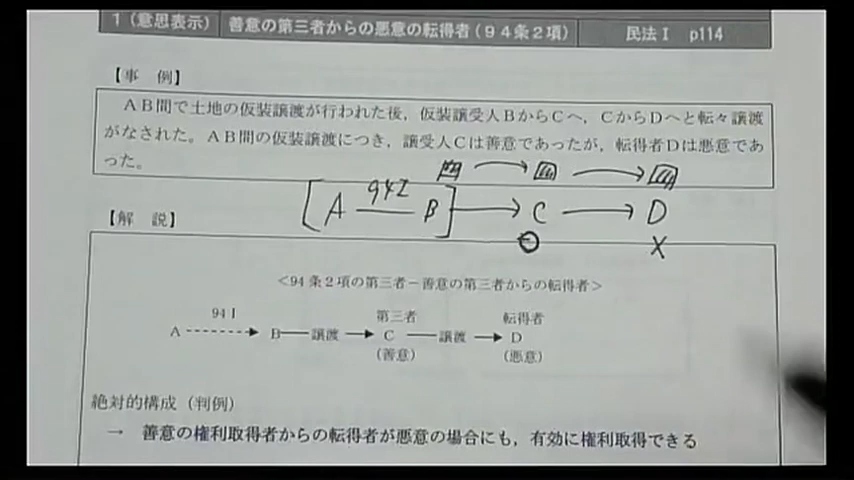 1（意思表示） 善意の第三者からの悪意の転得者（９４条２項） 民法Ⅰ p114
【事 例】
ＡＢ間で土地の仮装譲渡が行われた後，仮装譲受人ＢからＣへ，ＣからＤへと転々譲渡
がなされた。ＡＢ間の仮装譲渡につき，譲受人Ｃは善意であったが，転得者Ｄは悪意であ
った。
94Ⅰ
A B C D
×
【解 説】
＜94 条２項の第三者－善意の第三者からの転得者＞
94Ⅰ 第三者 転得者
A B 譲渡 C 譲渡 D
(善意) (悪意)
絶対的構成（判例）
→ 善意の権利取得者からの転得者が悪意の場合にも，有効に権利取得できる